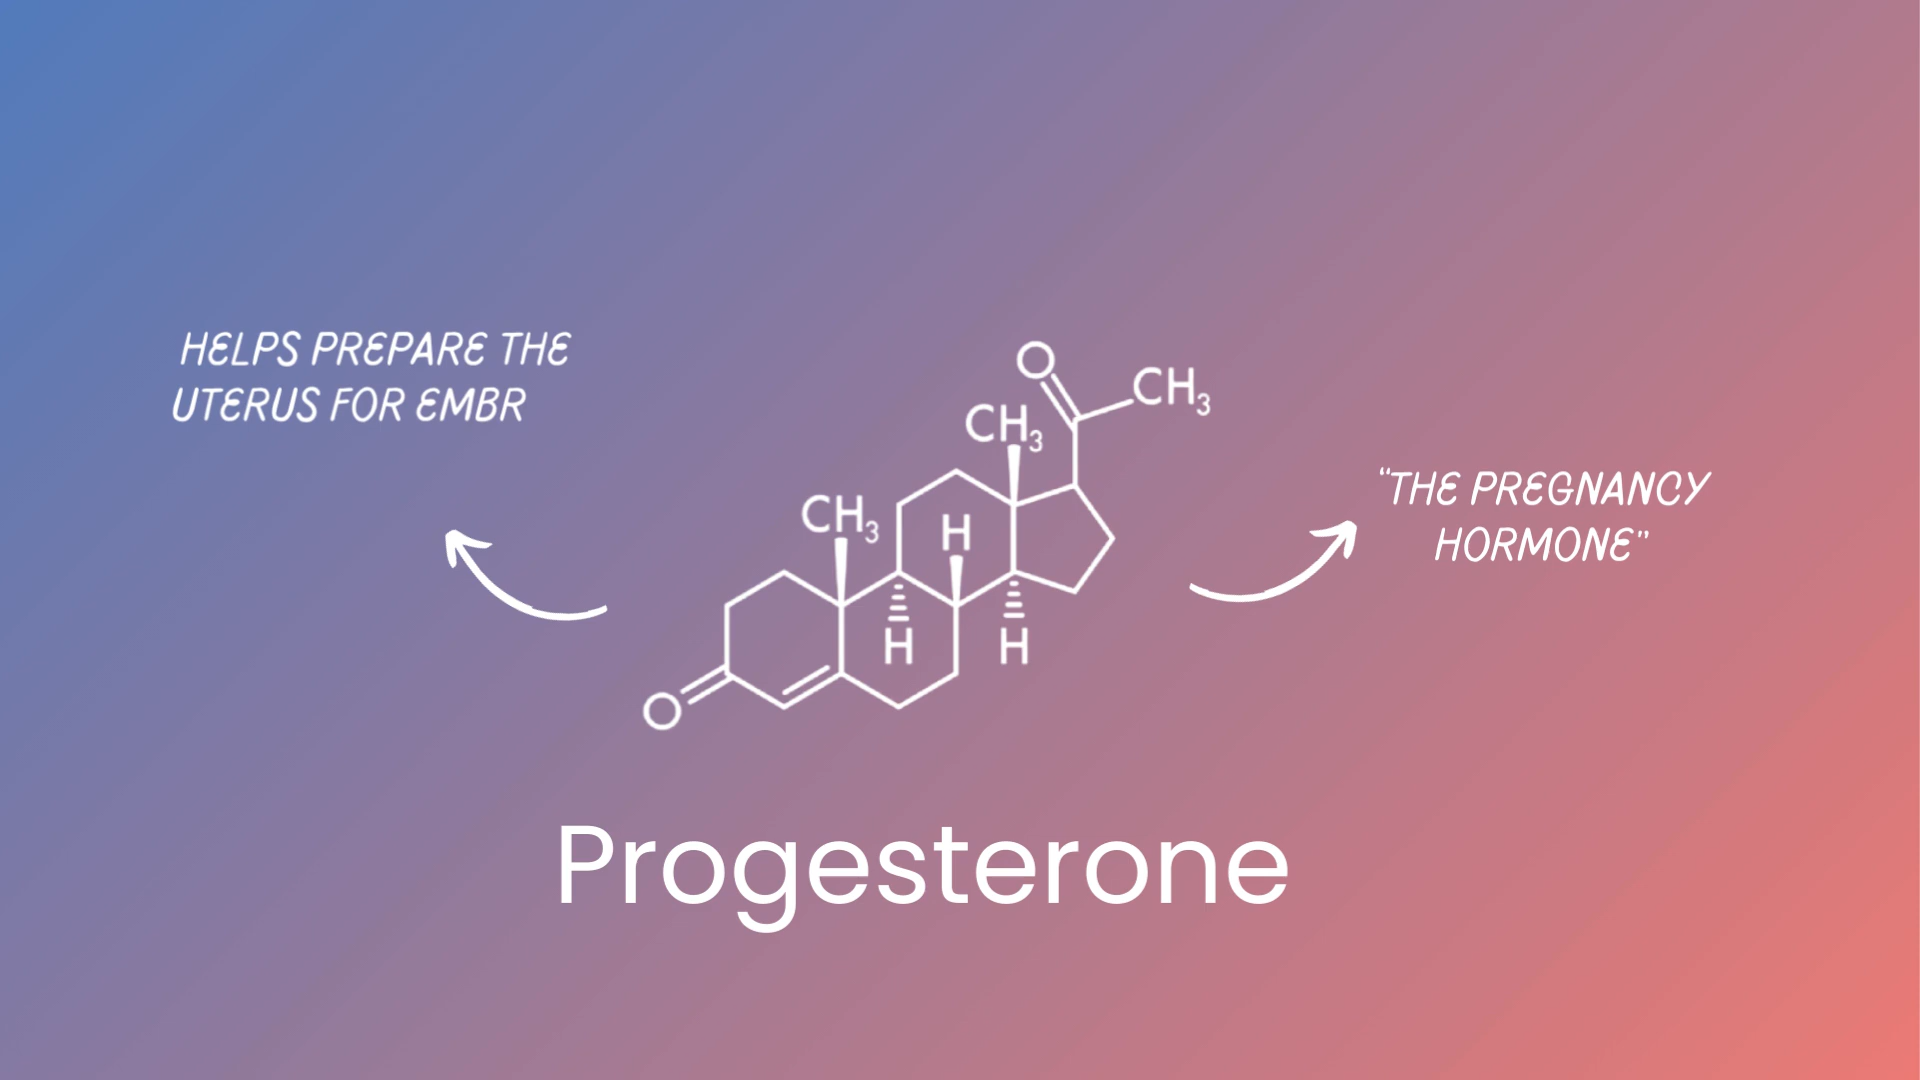 HELPS PREPARE THE
UTERUS FOR EMBR
"THE PREGNANCY
HORMONE"
O
CH3
CH3
CH3
H
H
H
O
Progesterone